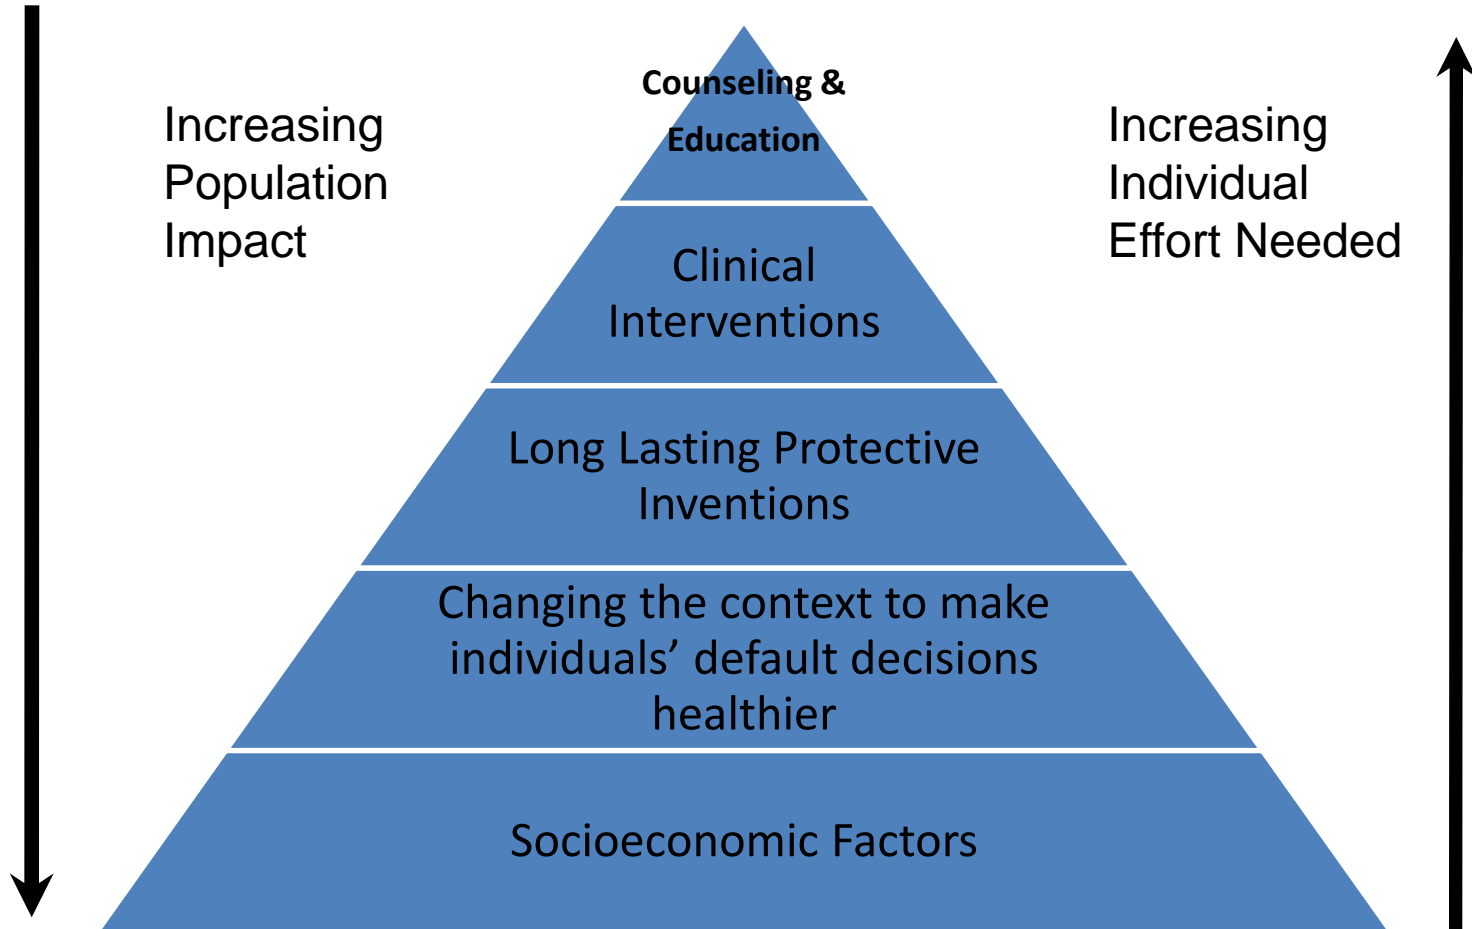 Counseling &
Education
Increasing
Population
Impact
Increasing
Individual
Effort Needed
Clinical
Interventions
Long Lasting Protective
Inventions
Changing the context to make
individuals’ default decisions
healthier
Socioeconomic Factors